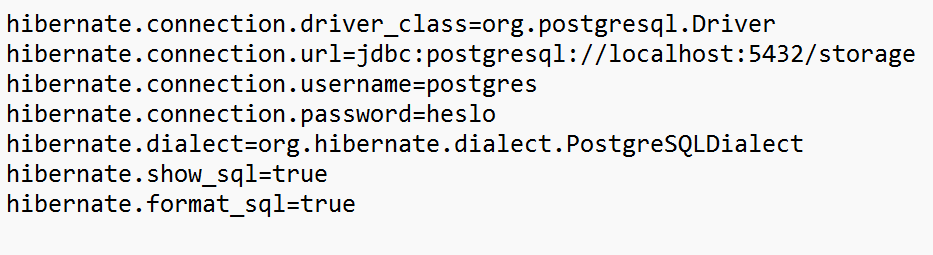 hibernate.connection.driver_class=org.postgresql.Driver
hibernate.connection.url=jdbc:postgresql://localhost:5432/storage
hibernate.connection.username=postgres
hibernate.connection.password=heslo
hibernate.dialect=org.hibernate.dialect.PostgreSQLDialect
hibernate.show_sql=true
hibernate.format_sql=true